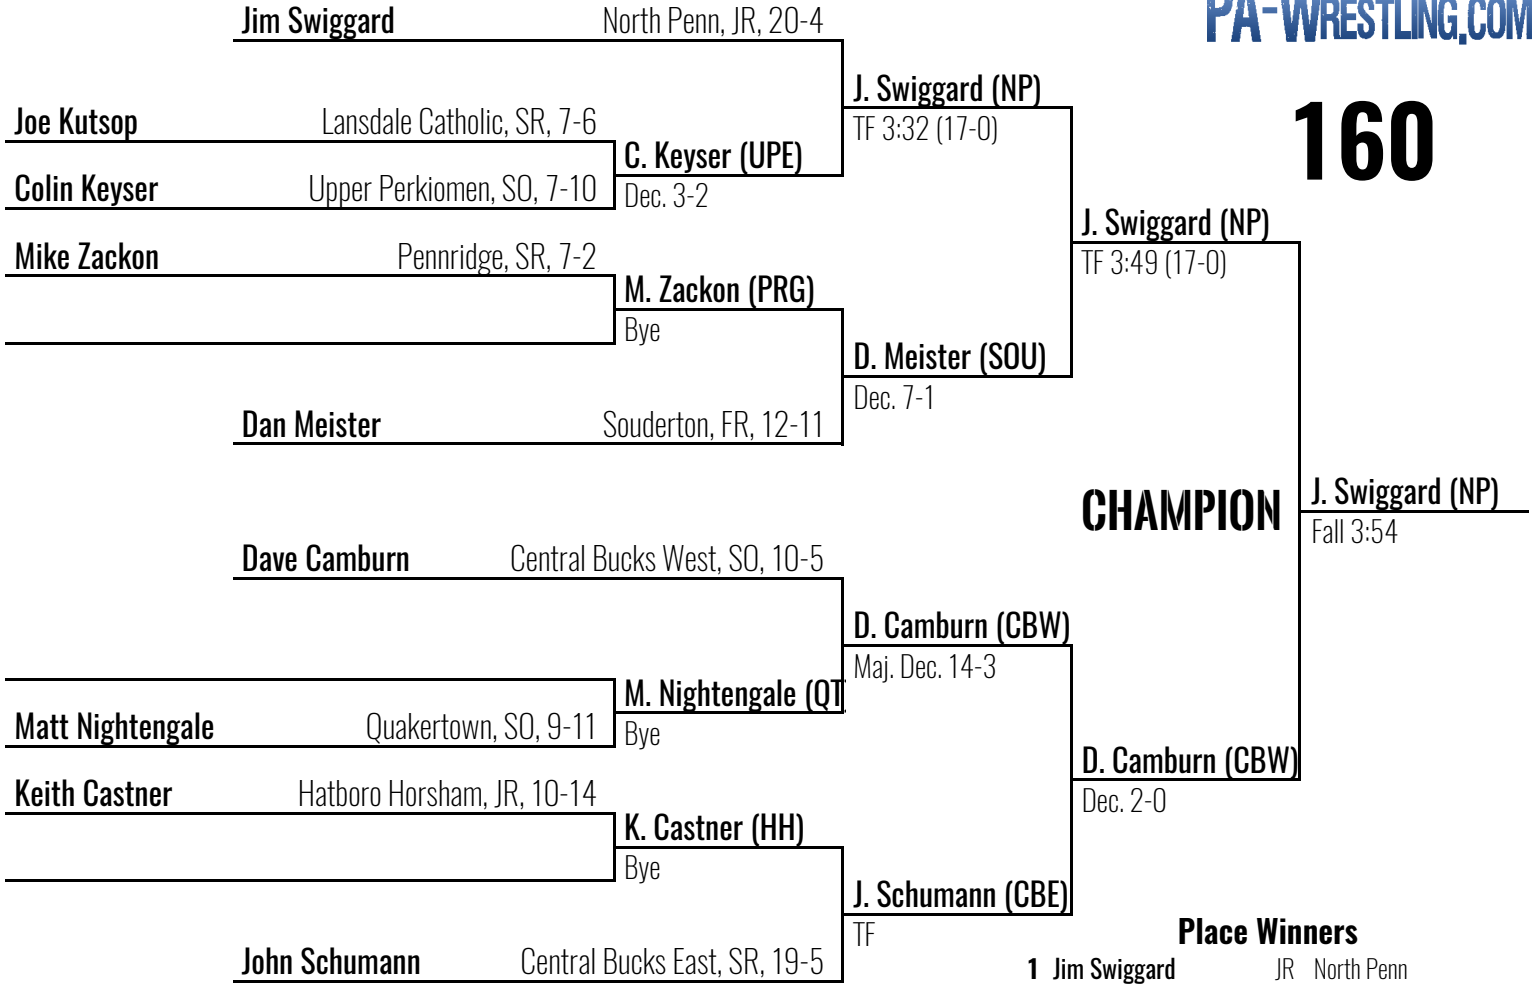 PA-WRESTLING.COM
160
Jim Swiggard North Penn, JR, 20-4
J. Swiggard (NP)
TF 3:32 (17-0)
Joe Kutsop Lansdale Catholic, SR, 7-6
C. Keyser (UPE)
Dec. 3-2
Colin Keyser Upper Perkiomen, SO, 7-10
J. Swiggard (NP)
TF 3:49 (17-0)
Mike Zackon Pennridge, SR, 7-2
M. Zackon (PRG)
Bye
D. Meister (SOU)
Dec. 7-1
Dan Meister Souderton, FR, 12-11
CHAMPION
J. Swiggard (NP)
Fall 3:54
Dave Camburn Central Bucks West, SO, 10-5
D. Camburn (CBW)
Maj. Dec. 14-3
M. Nightengale (QT
Bye
Matt Nightengale Quakertown, SO, 9-11
D. Camburn (CBW)
Dec. 2-0
Keith Castner Hatboro Horsham, JR, 10-14
K. Castner (HH)
Bye
J. Schumann (CBE)
TF
John Schumann Central Bucks East, SR, 19-5
Place Winners
1 Jim Swiggard JR North Penn